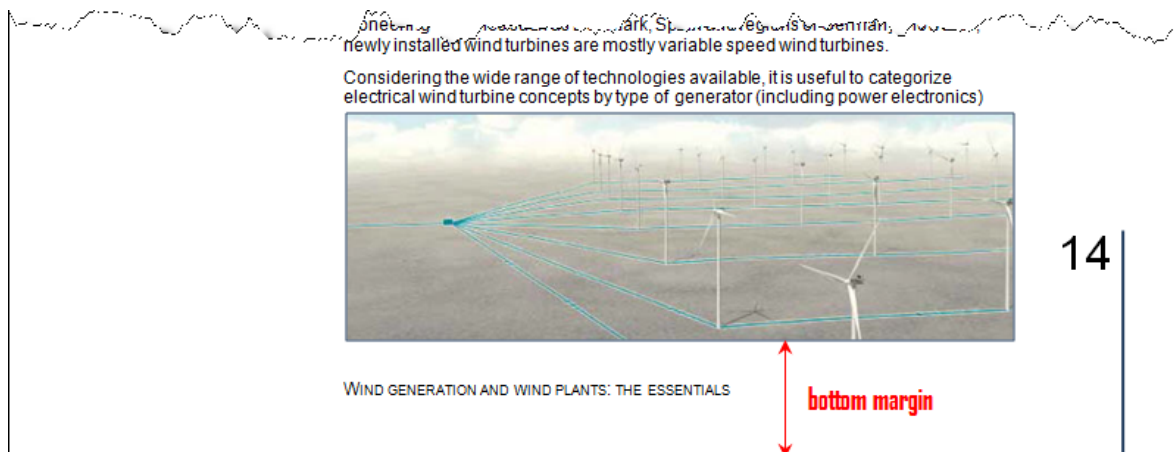 newly installed wind turbines are mostly variable speed wind turbines.
Considering the wide range of technologies available, it is useful to categorize
electrical wind turbine concepts by type of generator (including power electronics)
14
WIND GENERATION AND WIND PLANTS: THE ESSENTIALS
bottom margin